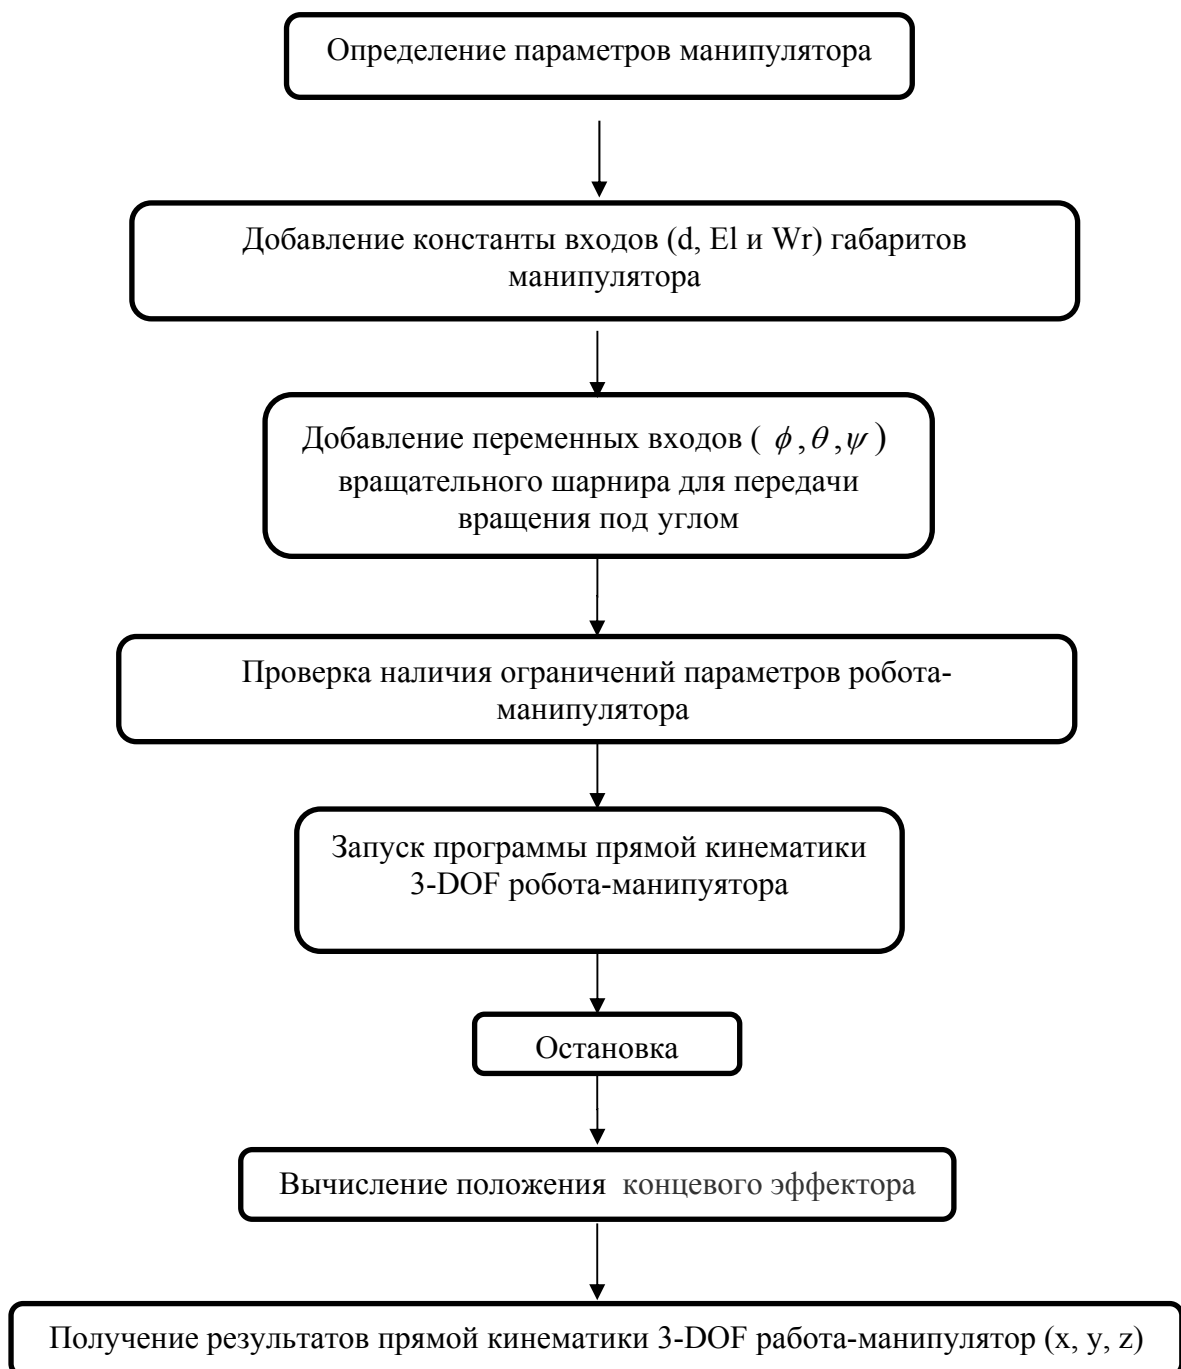 Определение параметров манипулятора
Добавление константы входов (d, El и Wr) габаритов
манипулятора
Добавление переменных входов ( ϕ,θ,ψ)
вращательного шарнира для передачи
вращения под углом
Проверка наличия ограничений параметров робота-
манипулятора
Запуск программы прямой кинематики
3-DOF робота-манипуятора
Остановка
Вычисление положения концевого эффектора
Получение результатов прямой кинематики 3-DOF работа-манипулятор (x, y, z)